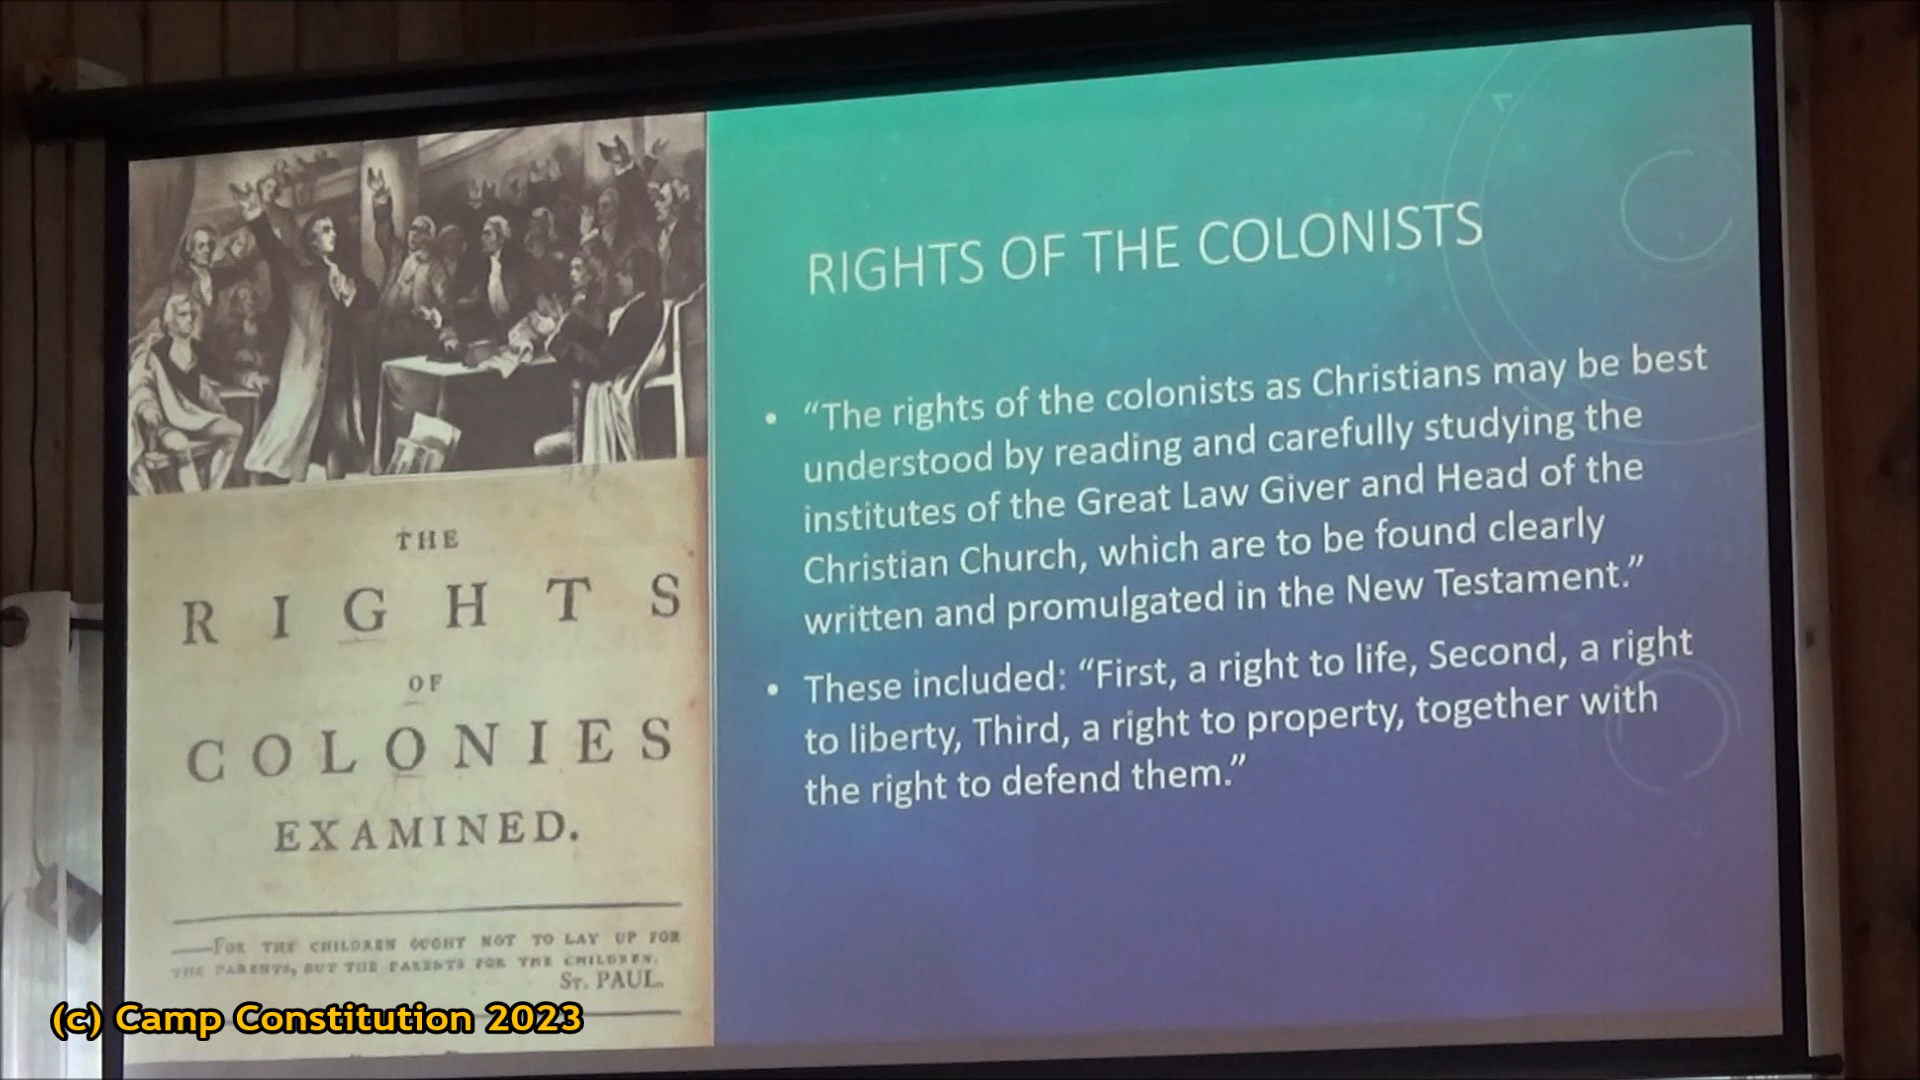 RIGHTS OF THE COLONISTS
• “The rights of the colonists as Christians may be best
understood by reading and carefully studying the
institutes of the Great Law Giver and Head of the
Christian Church, which are to be found clearly
written and promulgated in the New Testament.”
• These included: “First, a right to life, Second, a right
to liberty, Third, a right to property, together with
the right to defend them.”
THE
RIGHTS
OF
COLONIES
EXAMINED.
—FOR THE CHILDREN OUGHT NOT TO LAY UP FOR
THE PARENTS, BUT THE PARENTS FOR THE CHILDREN.
ST. PAUL.
(c) Camp Constitution 2023